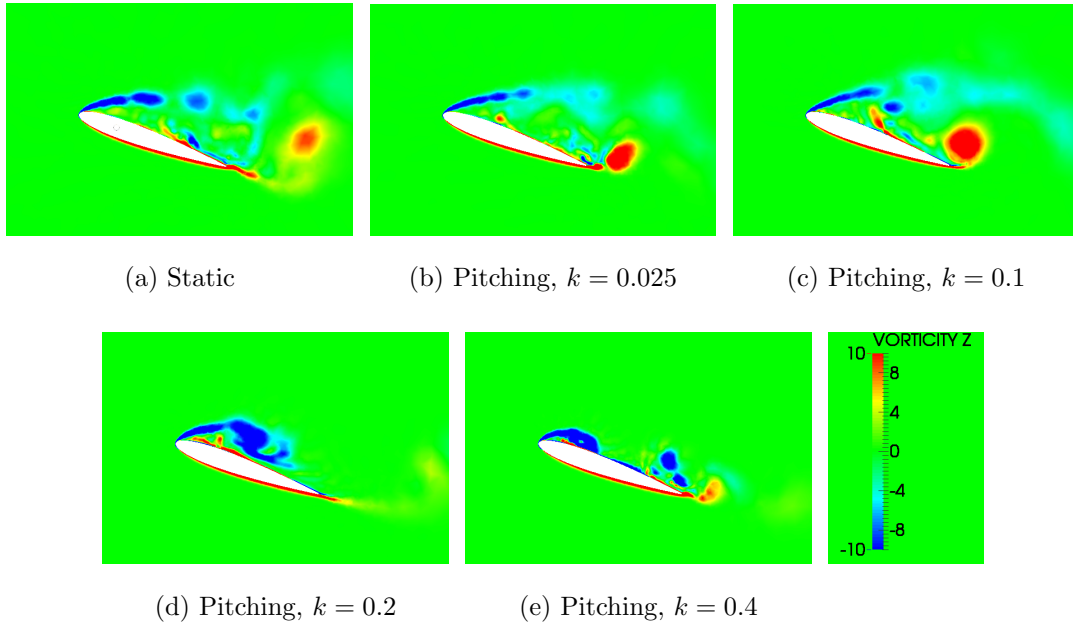 (a) Static
(b) Pitching, k = 0.025
(c) Pitching, k = 0.1
VORTICITY Z
10
8
4
0
-4
-8
-10
(d) Pitching, k = 0.2
(e) Pitching, k = 0.4